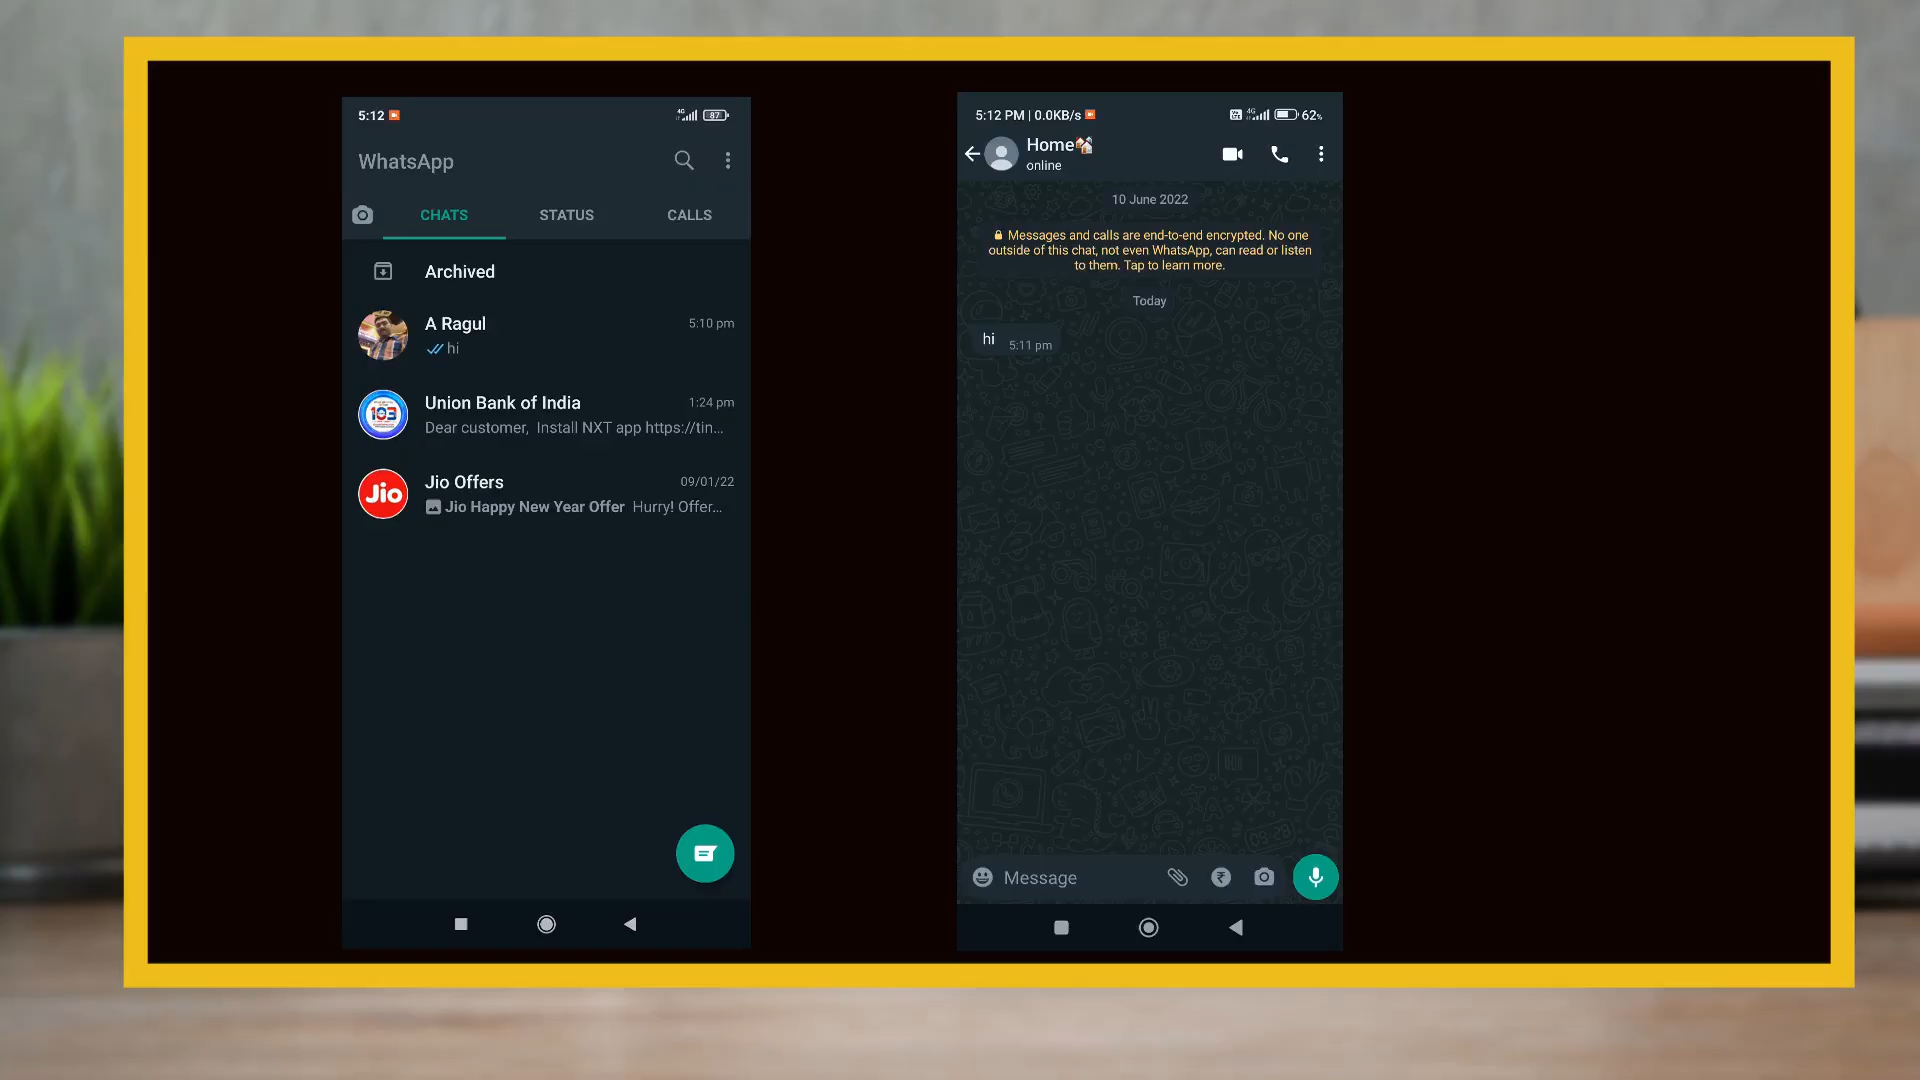 5:12
4G
87
WhatsApp
CHATS
STATUS
CALLS
Archived
A Ragul
5:10 pm
hi
Union Bank of India
1:24 pm
Dear customer, Install NXT app https://tin...
103
Jio Offers
09/01/22
Jio
Jio Happy New Year Offer Hurry! Offer...
5:12 PM | 0.0KB/s
4G
62%
Home
online
10 June 2022
Messages and calls are end-to-end encrypted. No one
outside of this chat, not even WhatsApp, can read or listen
to them. Tap to learn more.
Today
hi
5:11 pm
Message
₹